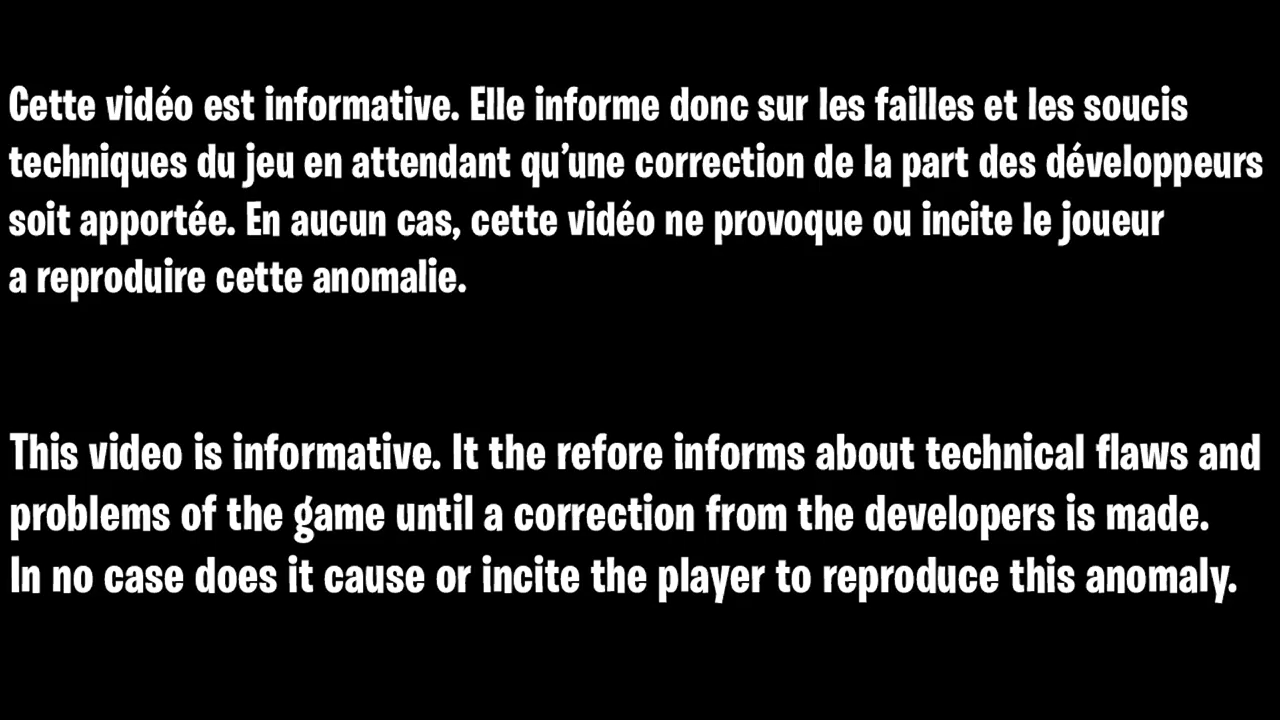 Cette vidéo est informative. Elle informe donc sur les failles et les soucis
techniques du jeu en attendant qu'une correction de la part des développeurs
soit apportée. En aucun cas, cette vidéo ne provoque ou incite le joueur
a reproduire cette anomalie.
This video is informative. It the refore informs about technical flaws and
problems of the game until a correction from the developers is made.
In no case does it cause or incite the player to reproduce this anomaly.